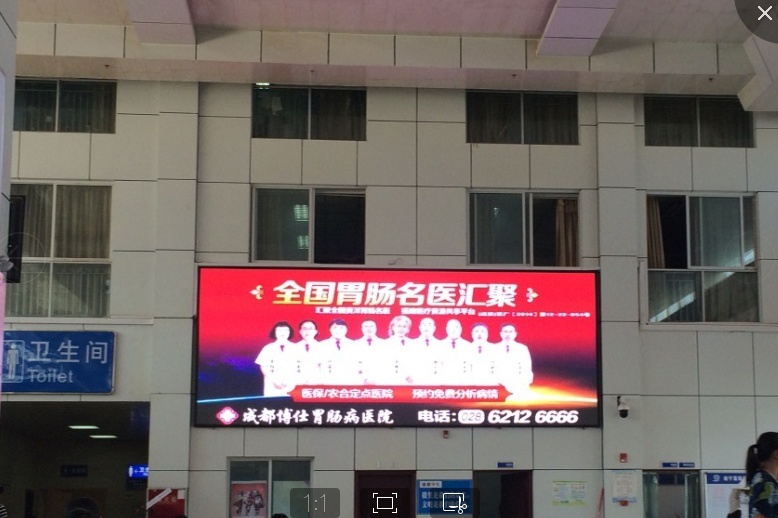 全国胃肠名医汇聚
医保/农合定点医院 预约免费分析病情
成都博仕胃肠病医院 电话:028 6212 6666
卫生间
Toilet
1:1